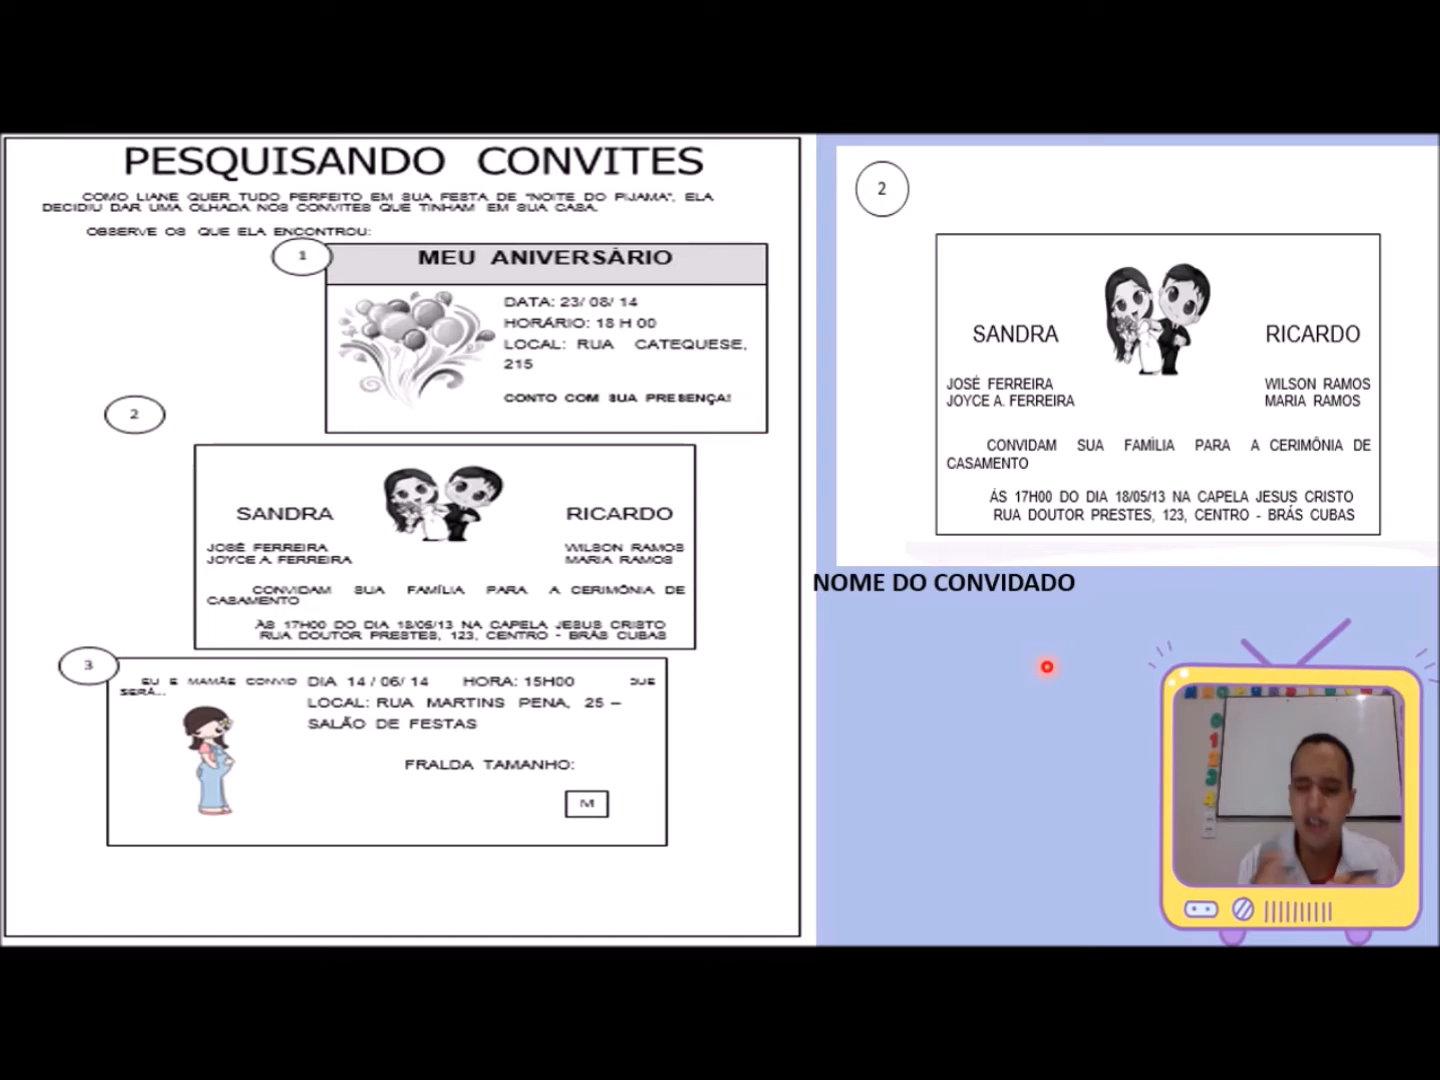 PESQUISANDO CONVITES
COMO LIANE QUER TUDO PERFEITO EM SUA FESTA DE "NOITE DO PIJAMA", ELA
DECIDIU DAR UMA OLHADA NOS CONVITES QUE TINHAM EM SUA CASA.
OBSERVE OS QUE ELA ENCONTROU:
1
MEU ANIVERSÁRIO
DATA: 23/ 08/ 14
HORÁRIO: 18 H 00
LOCAL: RUA CATEQUESE,
215
CONTO COM SUA PRESENÇA!
2
SANDRA RICARDO
JOSÉ FERREIRA WILSON RAMOS
JOYCE A. FERREIRA MARIA RAMOS
CONVIDAM SUA FAMÍLIA PARA A CERIMÔNIA DE
CASAMENTO
ÀS 17H00 DO DIA 18/05/13 NA CAPELA JESUS CRISTO
RUA DOUTOR PRESTES, 123, CENTRO - BRÁS CUBAS
3
EU E MAMÃE CONVID DIA 14 / 06/ 14 HORA: 15H00 QUE
SERÁ...
LOCAL: RUA MARTINS PENA, 25 –
SALÃO DE FESTAS
FRALDA TAMANHO:
M
2
SANDRA RICARDO
JOSÉ FERREIRA WILSON RAMOS
JOYCE A. FERREIRA MARIA RAMOS
CONVIDAM SUA FAMÌLIA PARA A CERIMÔNIA DE
CASAMENTO
ÁS 17H00 DO DIA 18/05/13 NA CAPELA JESUS CRISTO
RUA DOUTOR PRESTES, 123, CENTRO - BRÁS CUBAS
NOME DO CONVIDADO